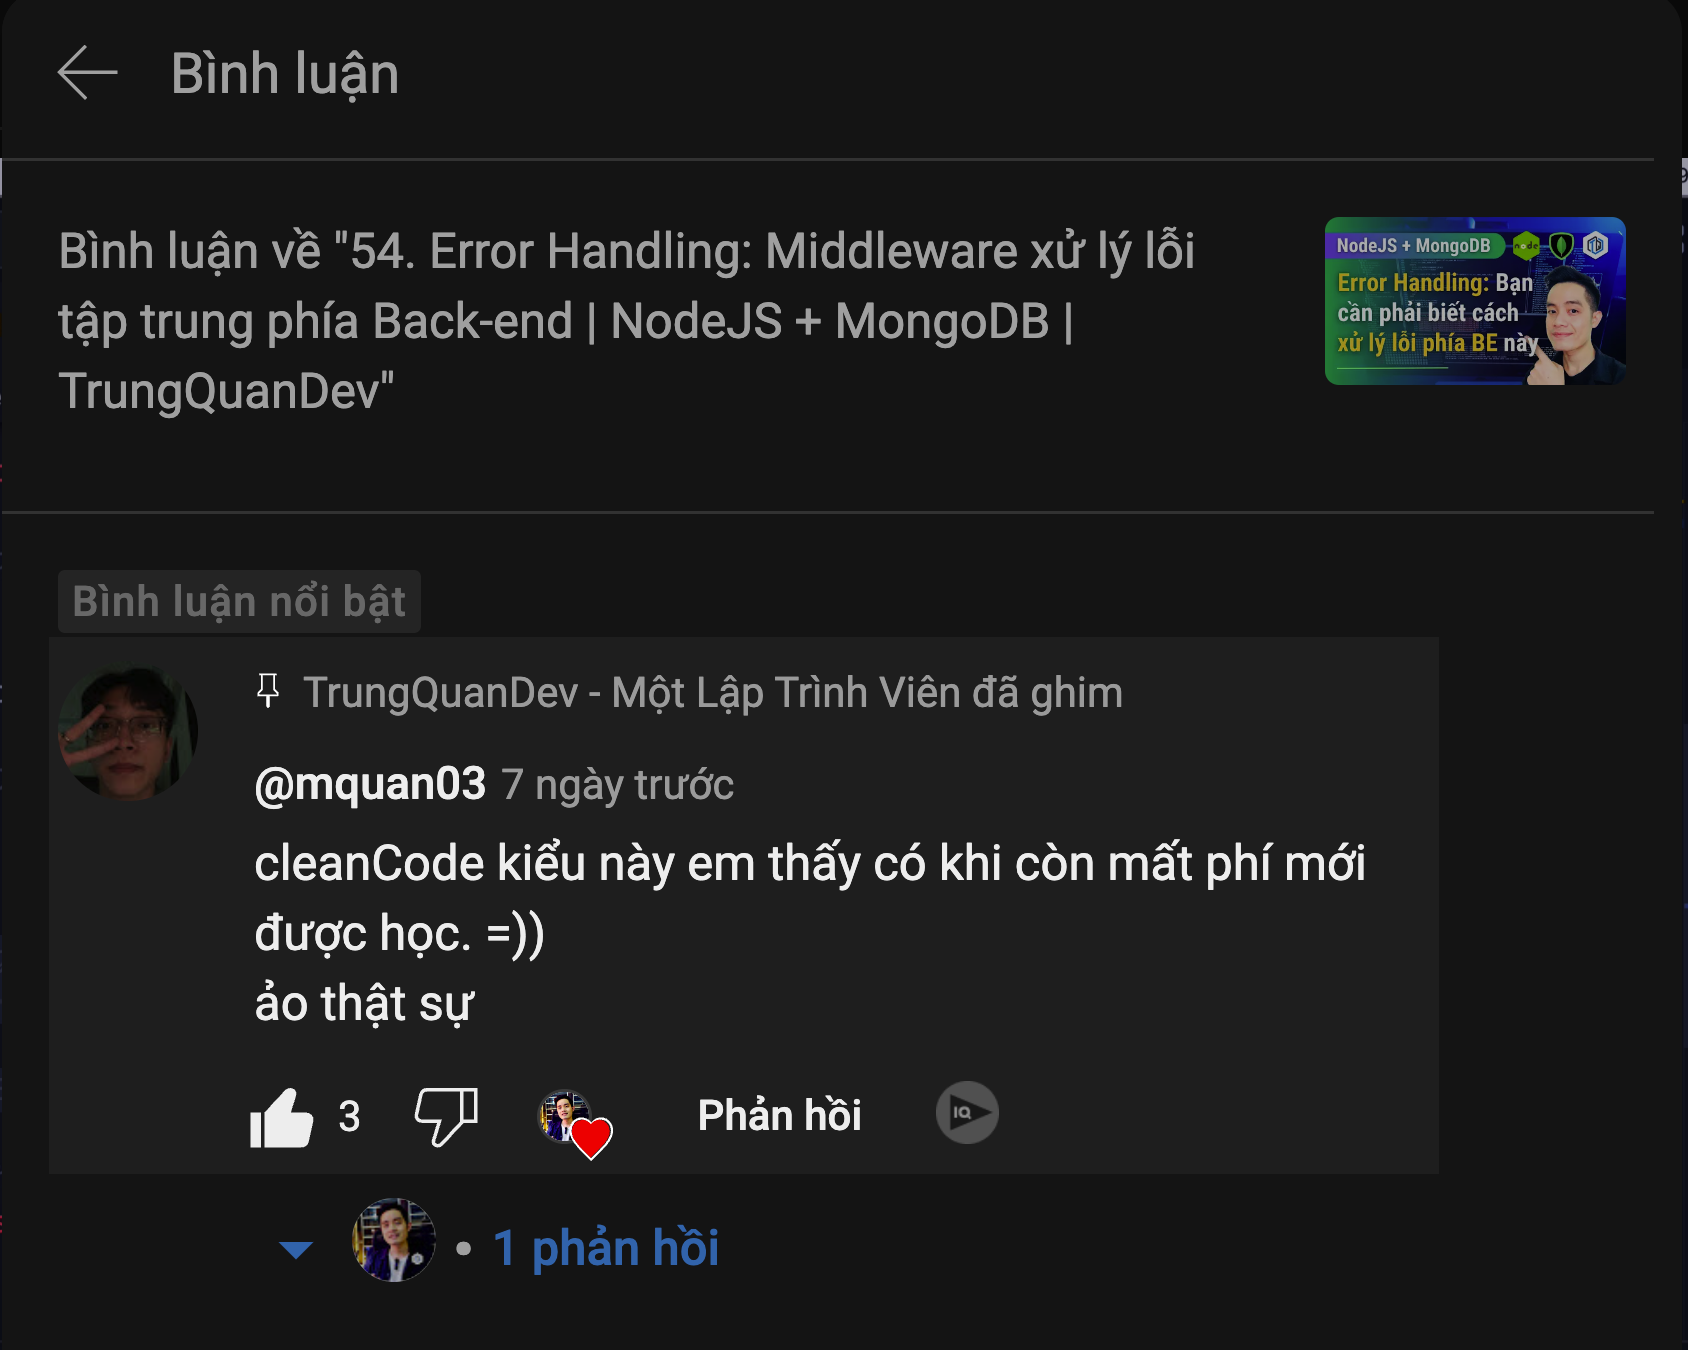 Bình luận
Bình luận về "54. Error Handling: Middleware xử lý lỗi
tập trung phía Back-end | NodeJS + MongoDB |
TrungQuanDev"
NodeJS + MongoDB
node
Error Handling: Bạn
cần phải biết cách
xử lý lỗi phía BE này
Bình luận nổi bật
TrungQuanDev - Một Lập Trình Viên đã ghim
@mquan03 7 ngày trước
cleanCode kiểu này em thấy có khi còn mất phí mới
được học. =))
ảo thật sự
3
Phản hồi
IQ
1 phản hồi